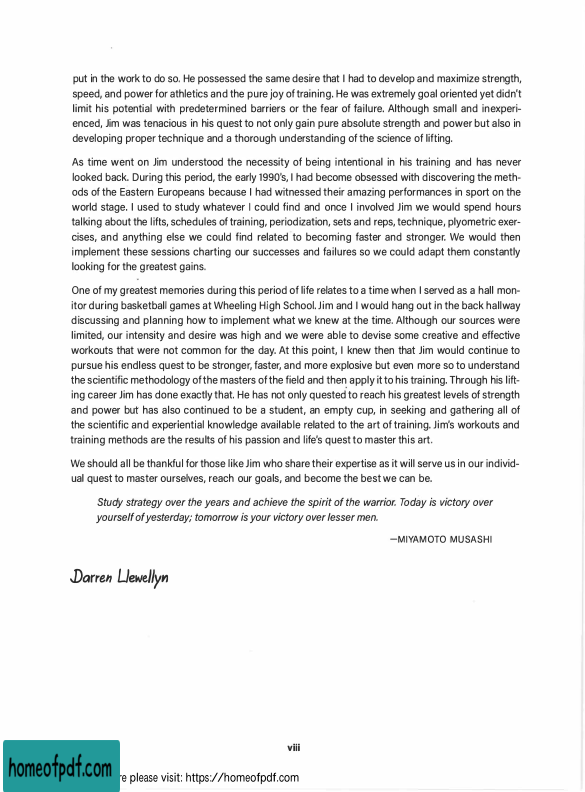 put in the work to do so. He possessed the same desire that I had to develop and maximize strength,
speed, and power for athletics and the pure joy of training. He was extremely goal oriented yet didn't
limit his potential with predetermined barriers or the fear of failure. Although small and inexperi-
enced, Jim was tenacious in his quest to not only gain pure absolute strength and power but also in
developing proper technique and a thorough understanding of the science of lifting.
As time went on Jim understood the necessity of being intentional in his training and has never
looked back. During this period, the early 1990's, I had become obsessed with discovering the meth-
ods of the Eastern Europeans because I had witnessed their amazing performances in sport on the
world stage. I used to study whatever I could find and once I involved Jim we would spend hours
talking about the lifts, schedules of training, periodization, sets and reps, technique, plyometric exer-
cises, and anything else we could find related to becoming faster and stronger. We would then
implement these sessions charting our successes and failures so we could adapt them constantly
looking for the greatest gains.
One of my greatest memories during this period of life relates to a time when I served as a hall mon-
itor during basketball games at Wheeling High School. Jim and I would hang out in the back hallway
discussing and planning how to implement what we knew at the time. Although our sources were
limited, our intensity and desire was high and we were able to devise some creative and effective
workouts that were not common for the day. At this point, I knew then that Jim would continue to
pursue his endless quest to be stronger, faster, and more explosive but even more so to understand
the scientific methodology of the masters of the field and then apply it to his training. Through his lift-
ing career Jim has done exactly that. He has not only quested to reach his greatest levels of strength
and power but has also continued to be a student, an empty cup, in seeking and gathering all of
the scientific and experiential knowledge available related to the art of training. Jim's workouts and
training methods are the results of his passion and life's quest to master this art.
We should all be thankful for those like Jim who share their expertise as it will serve us in our individ-
ual quest to master ourselves, reach our goals, and become the best we can be.
Study strategy over the years and achieve the spirit of the warrior. Today is victory over
yourself of yesterday; tomorrow is your victory over lesser men.
—MIYAMOTO MUSASHI
Darren Llewellyn
viii
homeofpdf.com
re please visit: https://homeofpdf.com